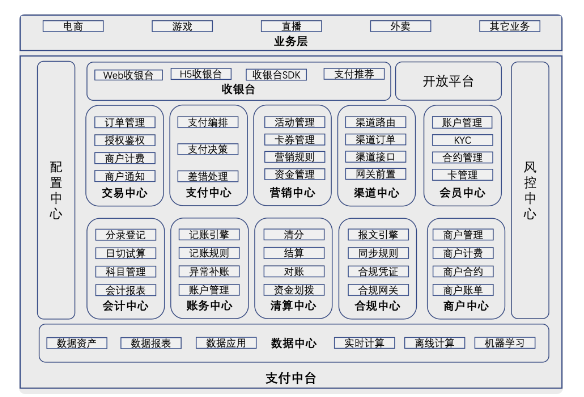 电商 游戏 直播 外卖 其它业务
业务层
Web收银台 H5收银台 收银台SDK 支付推荐
收银台
开放平台
配置中心
风控中心
订单管理
授权鉴权
商户计费
商户通知
交易中心
支付编排
支付决策
差错处理
支付中心
活动管理
卡券管理
营销规则
资金管理
营销中心
渠道路由
渠道订单
渠道接口
网关前置
渠道中心
账户管理
KYC
合约管理
卡管理
会员中心
分录登记
日切试算
科目管理
会计报表
会计中心
记账引擎
记账规则
异常补账
账户管理
账务中心
清分
结算
对账
资金划拨
清算中心
报文引擎
同步规则
合规凭证
合规网关
合规中心
商户管理
商户计费
商户合约
商户账单
商户中心
数据资产 数据报表 数据应用 数据中心 实时计算 离线计算 机器学习
支付中台